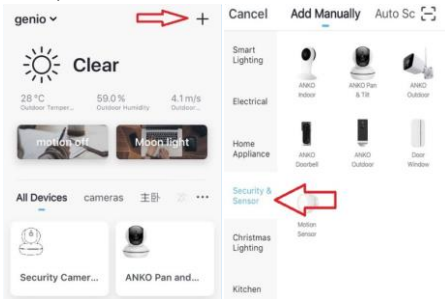 genio
Clear
28 °C
59.0 %
4.1 m/s
Outdoor Temper...
Outdoor Humidity
Outdoor...
motion off
Moon light
All Devices
cameras
主卧
Security Camer...
ANKO Pan and...
Cancel
Add Manually
Auto Sc
Smart
Lighting
Electrical
Home
Appliance
Security &
Sensor
Christmas
Lighting
Kitchen
ANKO
Indoor
ANKO Pan
& Tilt
ANKO
Outdoor
ANKO
Doorbell
ANKO
Outdoor
Door
Window
Motion
Sensor